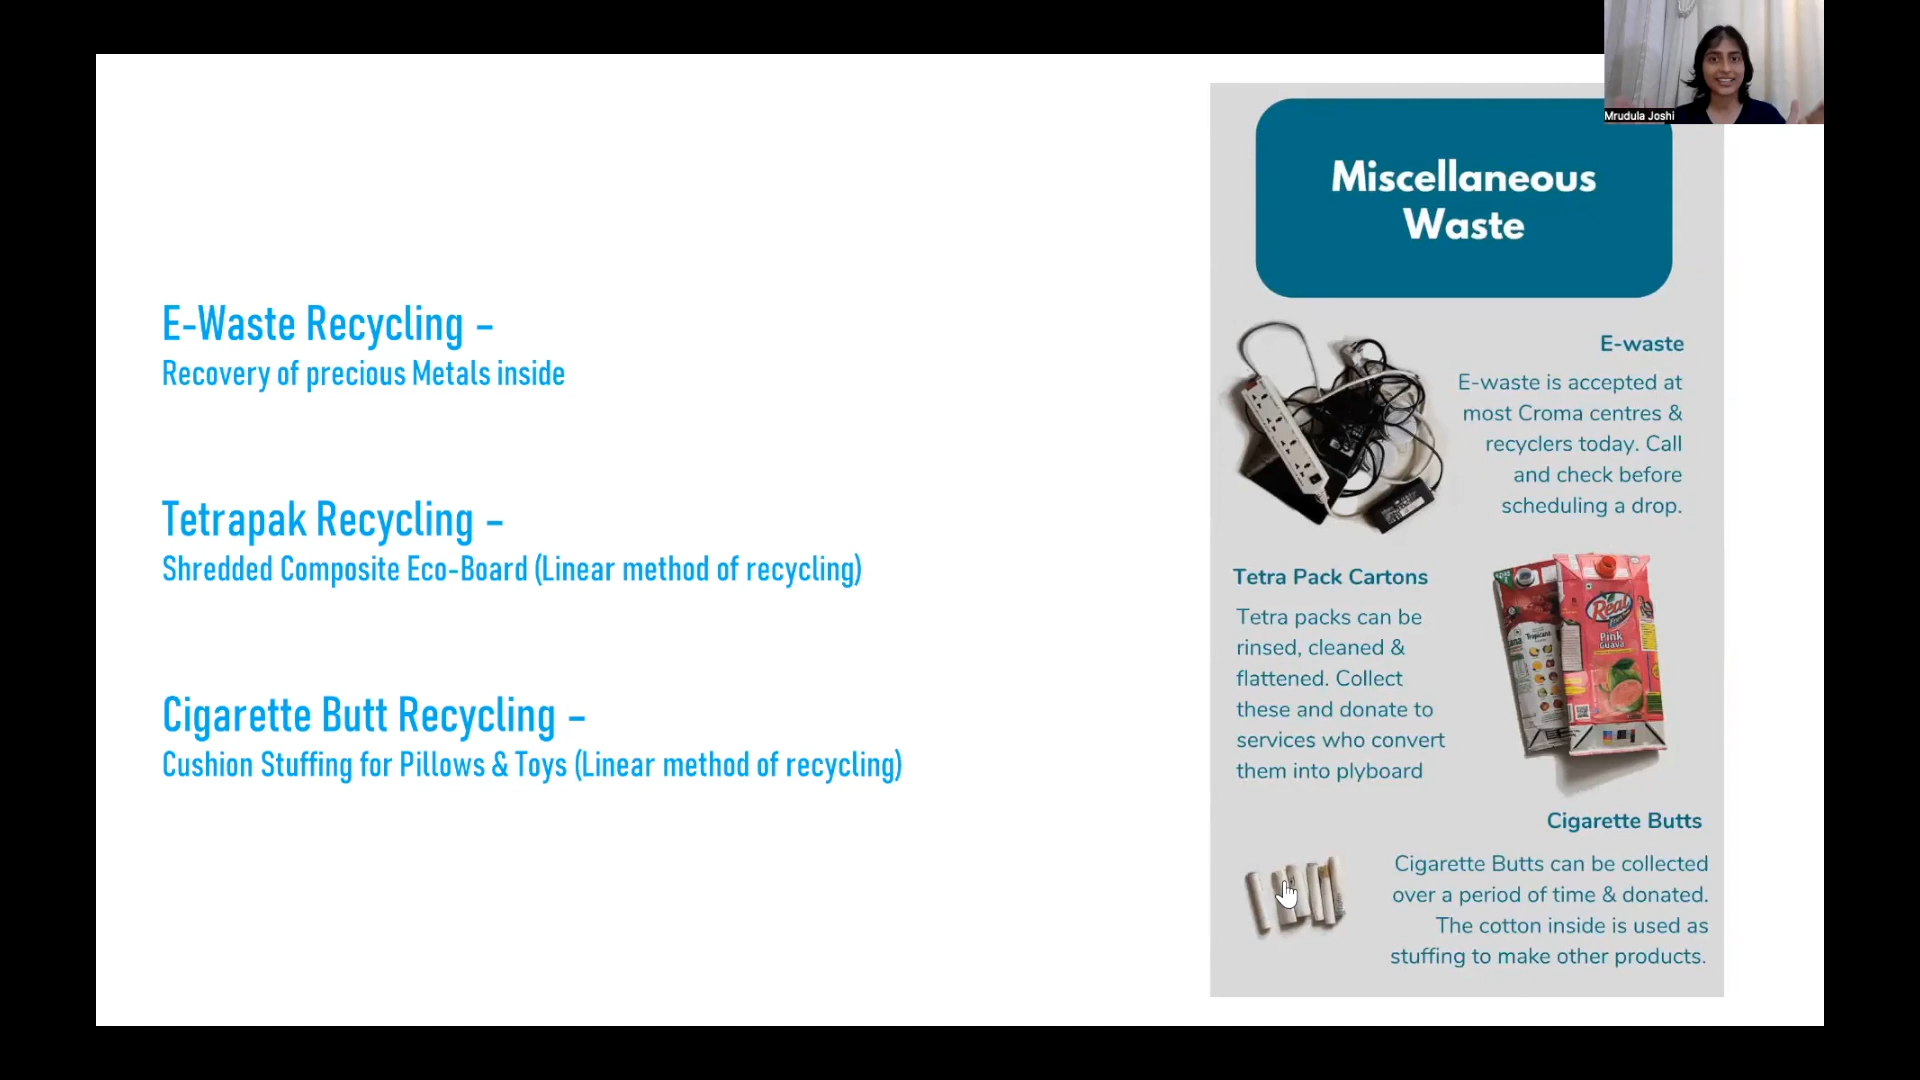 E-Waste Recycling –
Recovery of precious Metals inside
Tetrapak Recycling –
Shredded Composite Eco-Board (Linear method of recycling)
Cigarette Butt Recycling –
Cushion Stuffing for Pillows & Toys (Linear method of recycling)
Mrudula Joshi
Miscellaneous
Waste
E-waste
E-waste is accepted at
most Croma centres &
recyclers today. Call
and check before
scheduling a drop.
Tetra Pack Cartons
Tetra packs can be
rinsed, cleaned &
flattened. Collect
these and donate to
services who convert
them into plyboard
Real
Pink
Guava
Tropicana
Cigarette Butts
Cigarette Butts can be collected
over a period of time & donated.
The cotton inside is used as
stuffing to make other products.